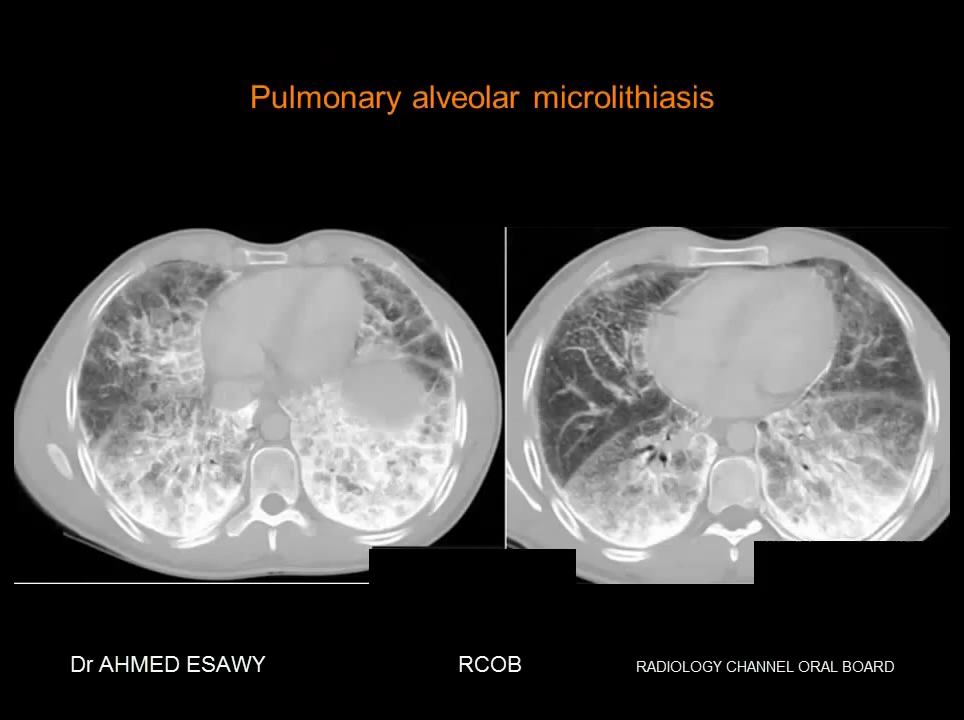 Pulmonary alveolar microlithiasis
Dr AHMED ESAWY
RCOB
RADIOLOGY CHANNEL ORAL BOARD